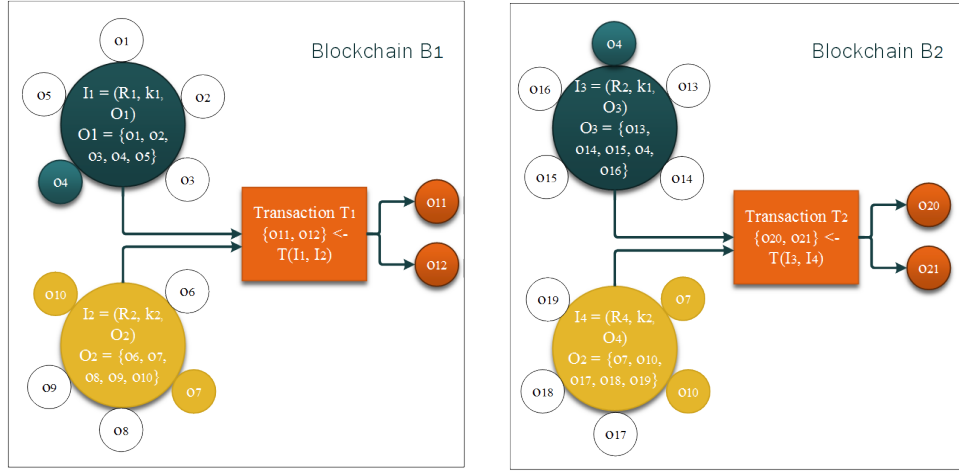 Blockchain B1
o1
o5
o2
I1 = (R1, k1,
O1)
O1 = {o1, o2,
o3, o4, o5}
o4
o3
Transaction T1
{o11, o12} <-
T(I1, I2)
o11
o12
o10
o6
I2 = (R2, k2,
O2)
O2 = {o6, o7,
o8, o9, o10}
o9
o7
o8
Blockchain B2
o4
o16
o13
I3 = (R2, k1,
O3)
O3 = {o13,
o14, o15, o4,
o16}
o15
o14
Transaction T2
{o20, o21} <-
T(I3, I4)
o20
o21
o19
o7
I4 = (R4, k2,
O4)
O2 = {o7, o10,
o17, o18, o19}
o18
o10
o17